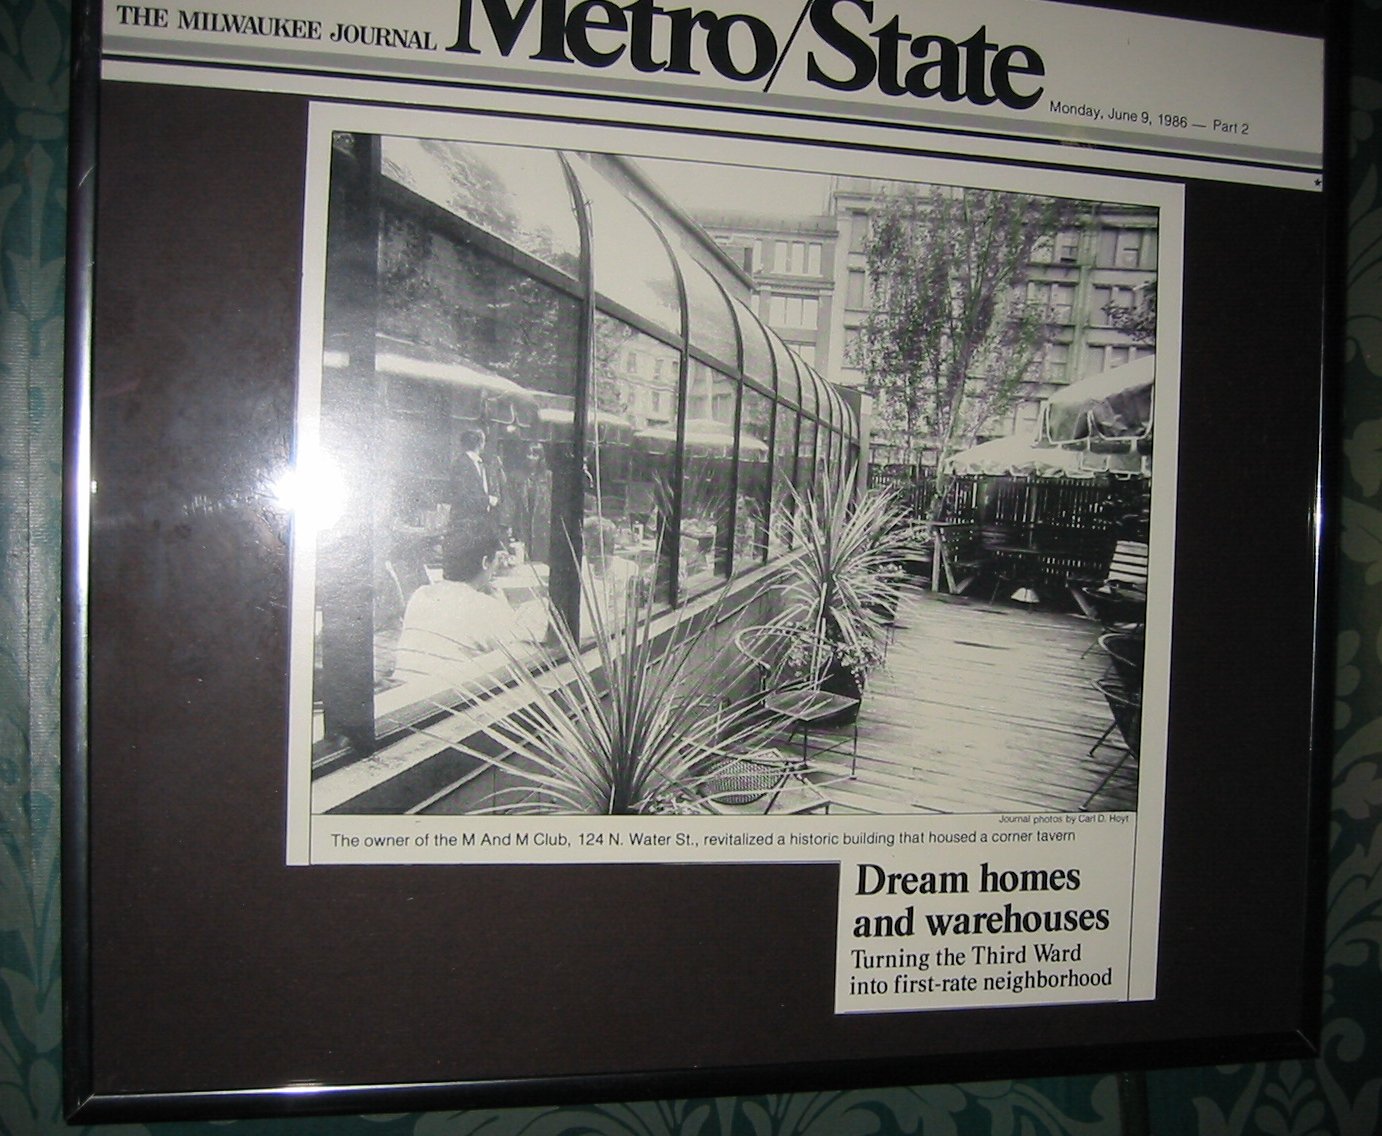 THE MILWAUKEE JOURNAL Metro/State
Monday, June 9, 1986 — Part 2
Journal photos by Carl D. Hoyt
The owner of the M And M Club, 124 N. Water St., revitalized a historic building that housed a corner tavern
Dream homes
and warehouses
Turning the Third Ward
into first-rate neighborhood